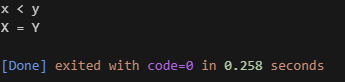 x < y
X = Y
[Done] exited with code=0 in 0.258 seconds